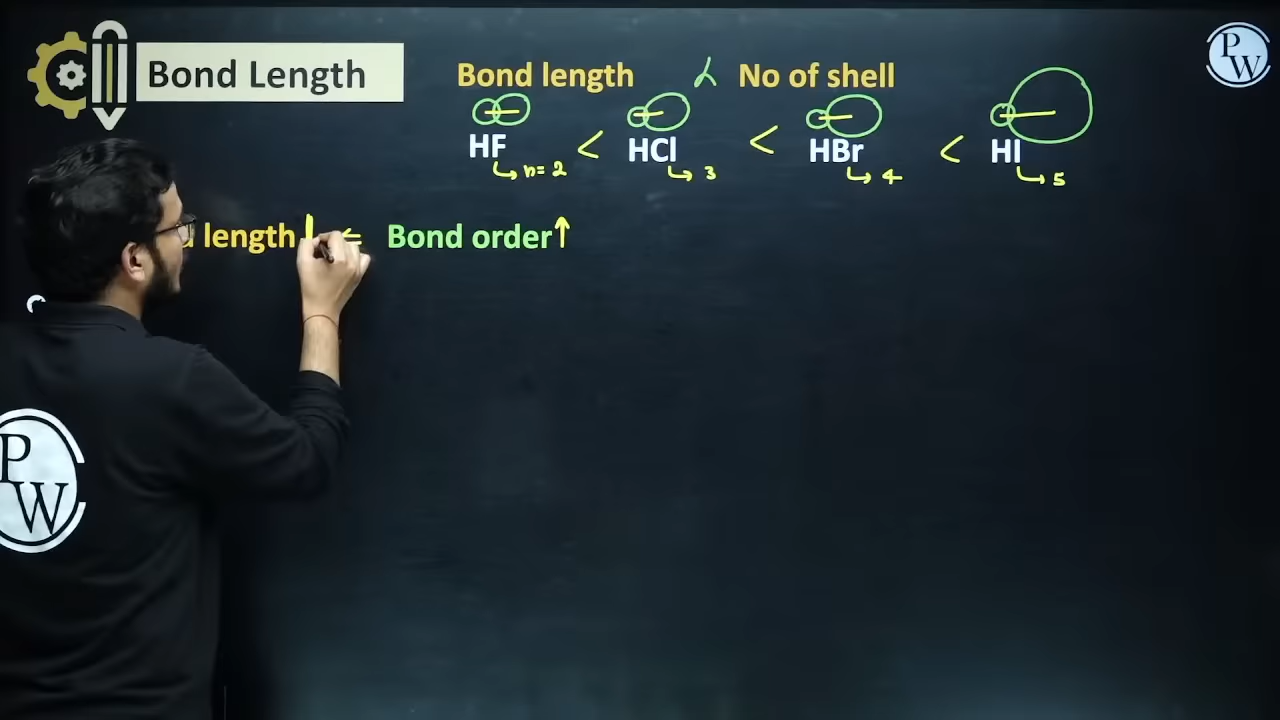 Bond Length
Bond length ∝ No of shell
HF < HCl < HBr < HI
↳ n=2 ↳ 3 ↳ 4 ↳ 5
length = Bond order↑
PW
PW